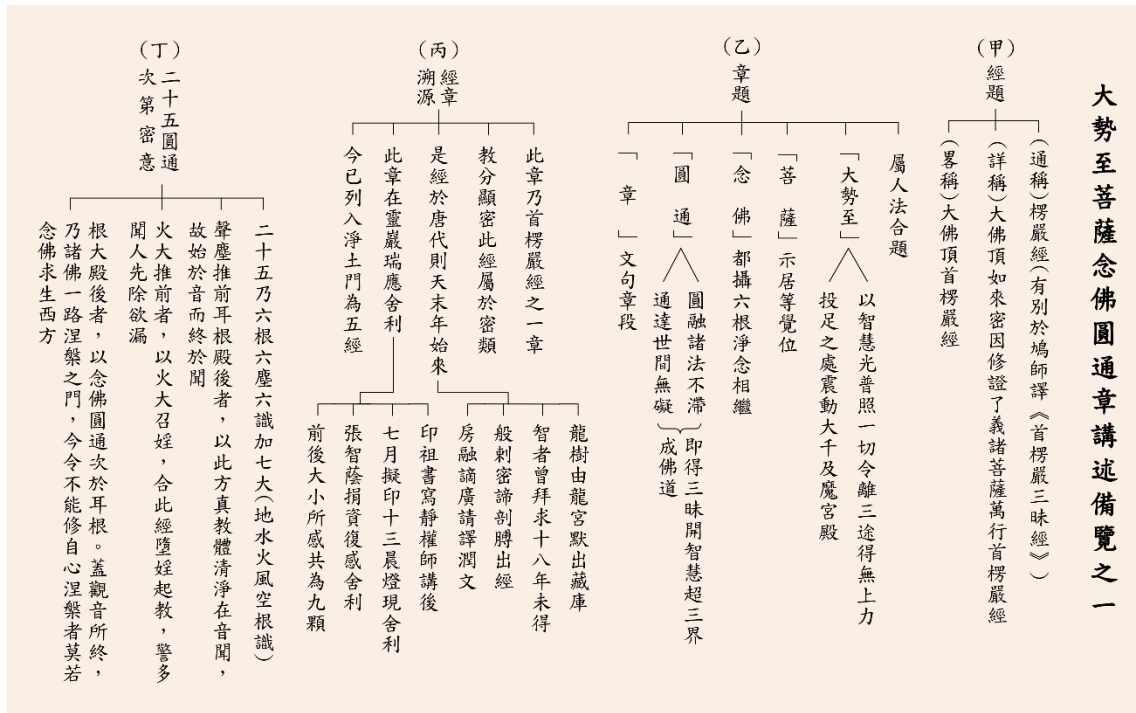 大勢至菩薩念佛圓通章講述備覽之一
(甲)經題
(通稱)楞嚴經(有別於鳩師譯《首楞嚴三昧經》)
(詳稱)大佛頂如來密因修證了義諸菩薩萬行首楞嚴經
(畧稱)大佛頂首楞嚴經
(乙)章題
屬人法合題
「大勢至」
以智慧光普照一切令離三途得無上力
投足之處震動大千及魔宮殿
「菩薩」示居等覺位
「念佛」都攝六根淨念相繼
「圓通」
圓融諸法不滯
通達世間無礙
即得三昧開智慧超三界
成佛道
「章」文句章段
(丙)經章
溯源
此章乃首楞嚴經之一章
教分顯密此經屬於密類
是經於唐代則天末年始來
龍樹由龍宮默出藏庫
智者曾拜求十八年未得
般剌密諦剖膊出經
房融謫廣請譯潤文
此章在靈巖瑞應舍利
印祖書寫靜權師講後
七月擬印十三晨燈現舍利
張智蔭捐資復感舍利
前後大小所感共為九顆
今已列入淨土門為五經
(丁)二十五圓通
次第密意
二十五乃六根六塵六識加七大(地水火風空根識)
聲塵推前耳根殿後者，以此方真教體清淨在音聞，
故始於音而終於聞
火大推前者，以火大召婬，合此經墮婬起教，警多
聞人先除欲漏
根大殿後者，以念佛圓通次於耳根。蓋觀音所終，
乃諸佛一路涅槃之門，今令不能修自心涅槃者莫若
念佛求生西方